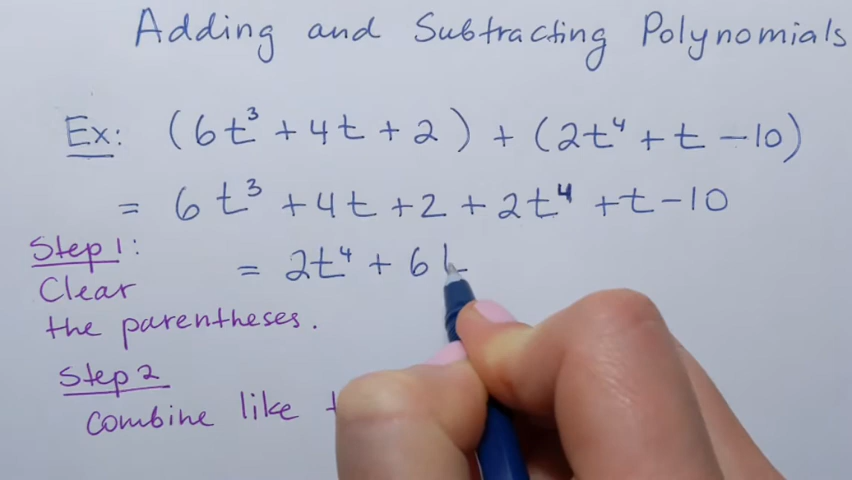 Adding and Subtracting Polynomials
Ex: (6t³ + 4t + 2) + (2t⁴ + t - 10)
= 6t³ + 4t + 2 + 2t⁴ + t - 10
= 2t⁴ + 6
Step 1:
Clear
the parentheses.
Step 2
combine like